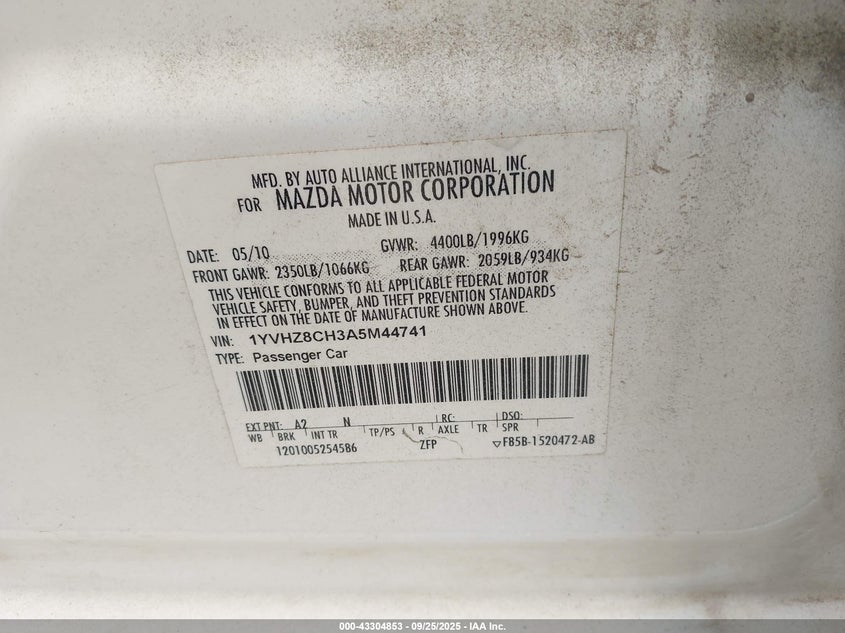 MFD. BY AUTO ALLIANCE INTERNATIONAL, INC.
FOR MAZDA MOTOR CORPORATION
MADE IN U.S.A.
DATE: 05/10 GVWR: 4400LB/1996KG
FRONT GAWR: 2350LB/1066KG REAR GAWR: 2059LB/934KG
THIS VEHICLE CONFORMS TO ALL APPLICABLE FEDERAL MOTOR
VEHICLE SAFETY, BUMPER, AND THEFT PREVENTION STANDARDS
IN EFFECT ON THE DATE OF MANUFACTURE SHOWN ABOVE.
VIN: 1YVHZ8CH3A5M44741
TYPE: Passenger Car
EXT PNT: A2 N RC: DSO:
WB BRK INT TR TP/PS R AXLE TR SPR
1201005254586 ZFP ▽FB5B-1520472-AB
000-43304853 - 09/25/2025 - IAA Inc.